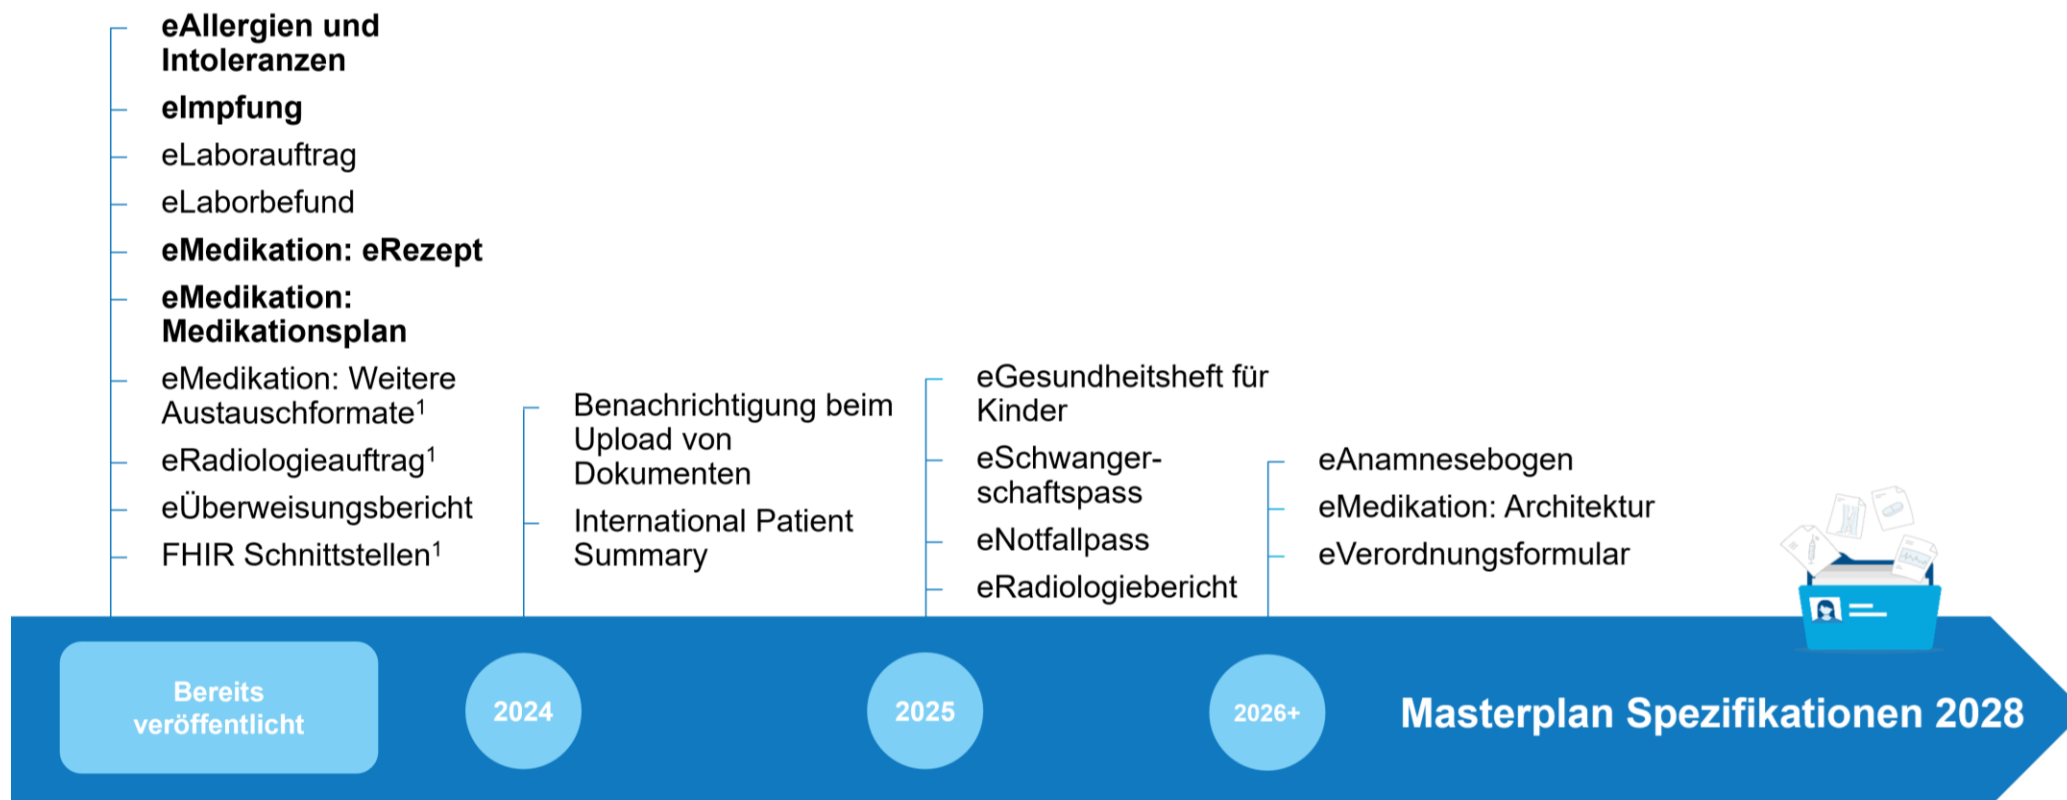 eAllergien und
Intoleranzen
eImpfung
eLaborauftrag
eLaborbefund
eMedikation: eRezept
eMedikation:
Medikationsplan
eMedikation: Weitere
Austauschformate¹
eRadiologieauftrag¹
eÜberweisungsbericht
FHIR Schnittstellen¹
Benachrichtigung beim
Upload von
Dokumenten
International Patient
Summary
eGesundheitsheft für
Kinder
eSchwanger-
schaftspass
eNotfallpass
eRadiologiebericht
eAnamnesebogen
eMedikation: Architektur
eVerordnungsformular
Bereits
veröffentlicht
2024
2025
2026+
Masterplan Spezifikationen 2028